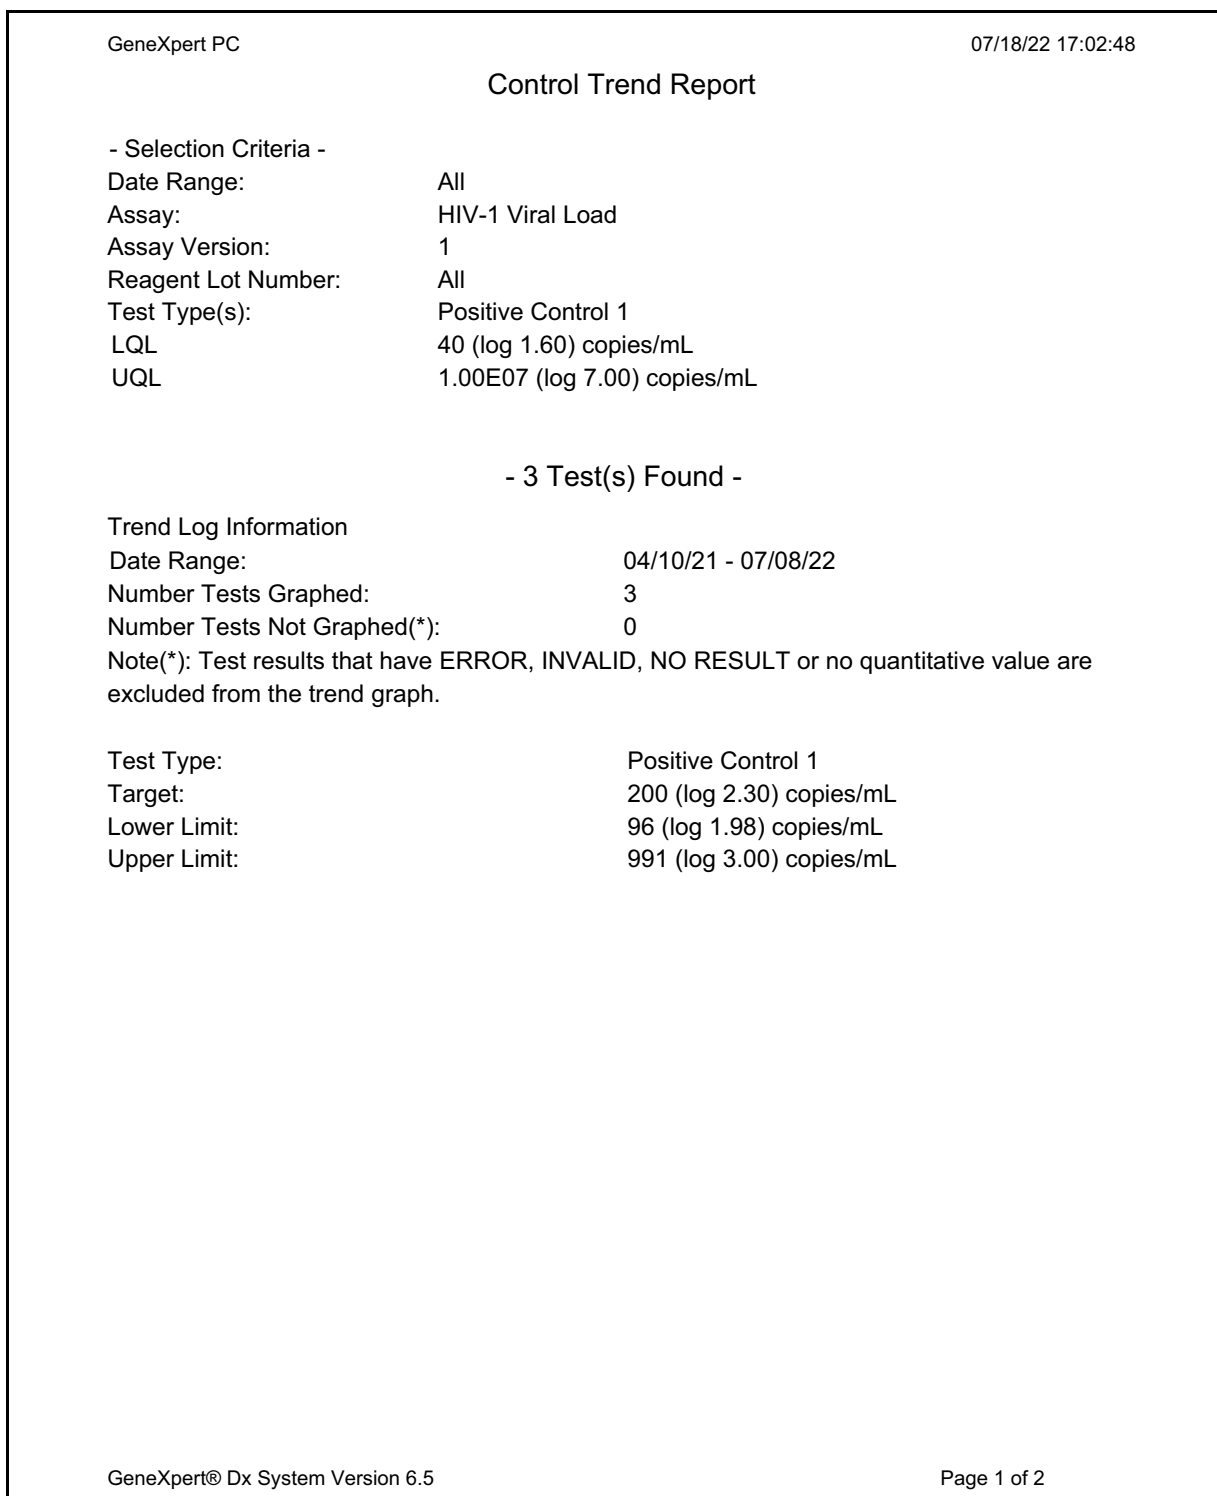 GeneXpert PC 07/18/22 17:02:48
Control Trend Report
- Selection Criteria -
Date Range: All
Assay: HIV-1 Viral Load
Assay Version: 1
Reagent Lot Number: All
Test Type(s): Positive Control 1
LQL 40 (log 1.60) copies/mL
UQL 1.00E07 (log 7.00) copies/mL
- 3 Test(s) Found -
Trend Log Information
Date Range: 04/10/21 - 07/08/22
Number Tests Graphed: 3
Number Tests Not Graphed(*): 0
Note(*): Test results that have ERROR, INVALID, NO RESULT or no quantitative value are
excluded from the trend graph.
Test Type: Positive Control 1
Target: 200 (log 2.30) copies/mL
Lower Limit: 96 (log 1.98) copies/mL
Upper Limit: 991 (log 3.00) copies/mL
GeneXpert® Dx System Version 6.5 Page 1 of 2